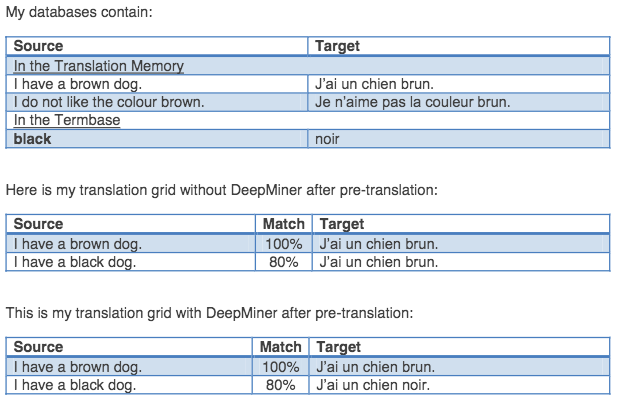 My databases contain:
Source Target
In the Translation Memory
I have a brown dog. J'ai un chien brun.
I do not like the colour brown. Je n'aime pas la couleur brun.
In the Termbase
black noir
Here is my translation grid without DeepMiner after pre-translation:
Source Match Target
I have a brown dog. 100% J'ai un chien brun.
I have a black dog. 80% J'ai un chien brun.
This is my translation grid with DeepMiner after pre-translation:
Source Match Target
I have a brown dog. 100% J'ai un chien brun.
I have a black dog. 80% J'ai un chien noir.